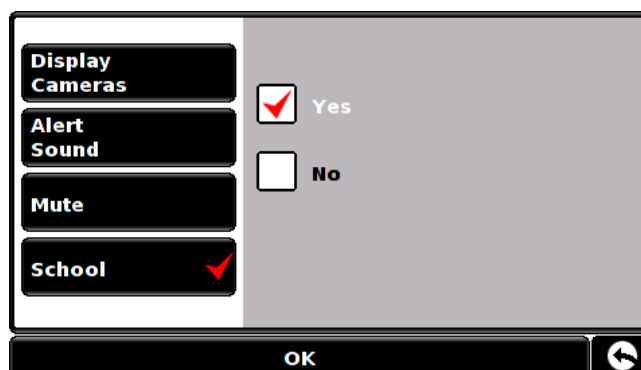 Display
Cameras
Alert
Sound
Mute
School
Yes
No
OK